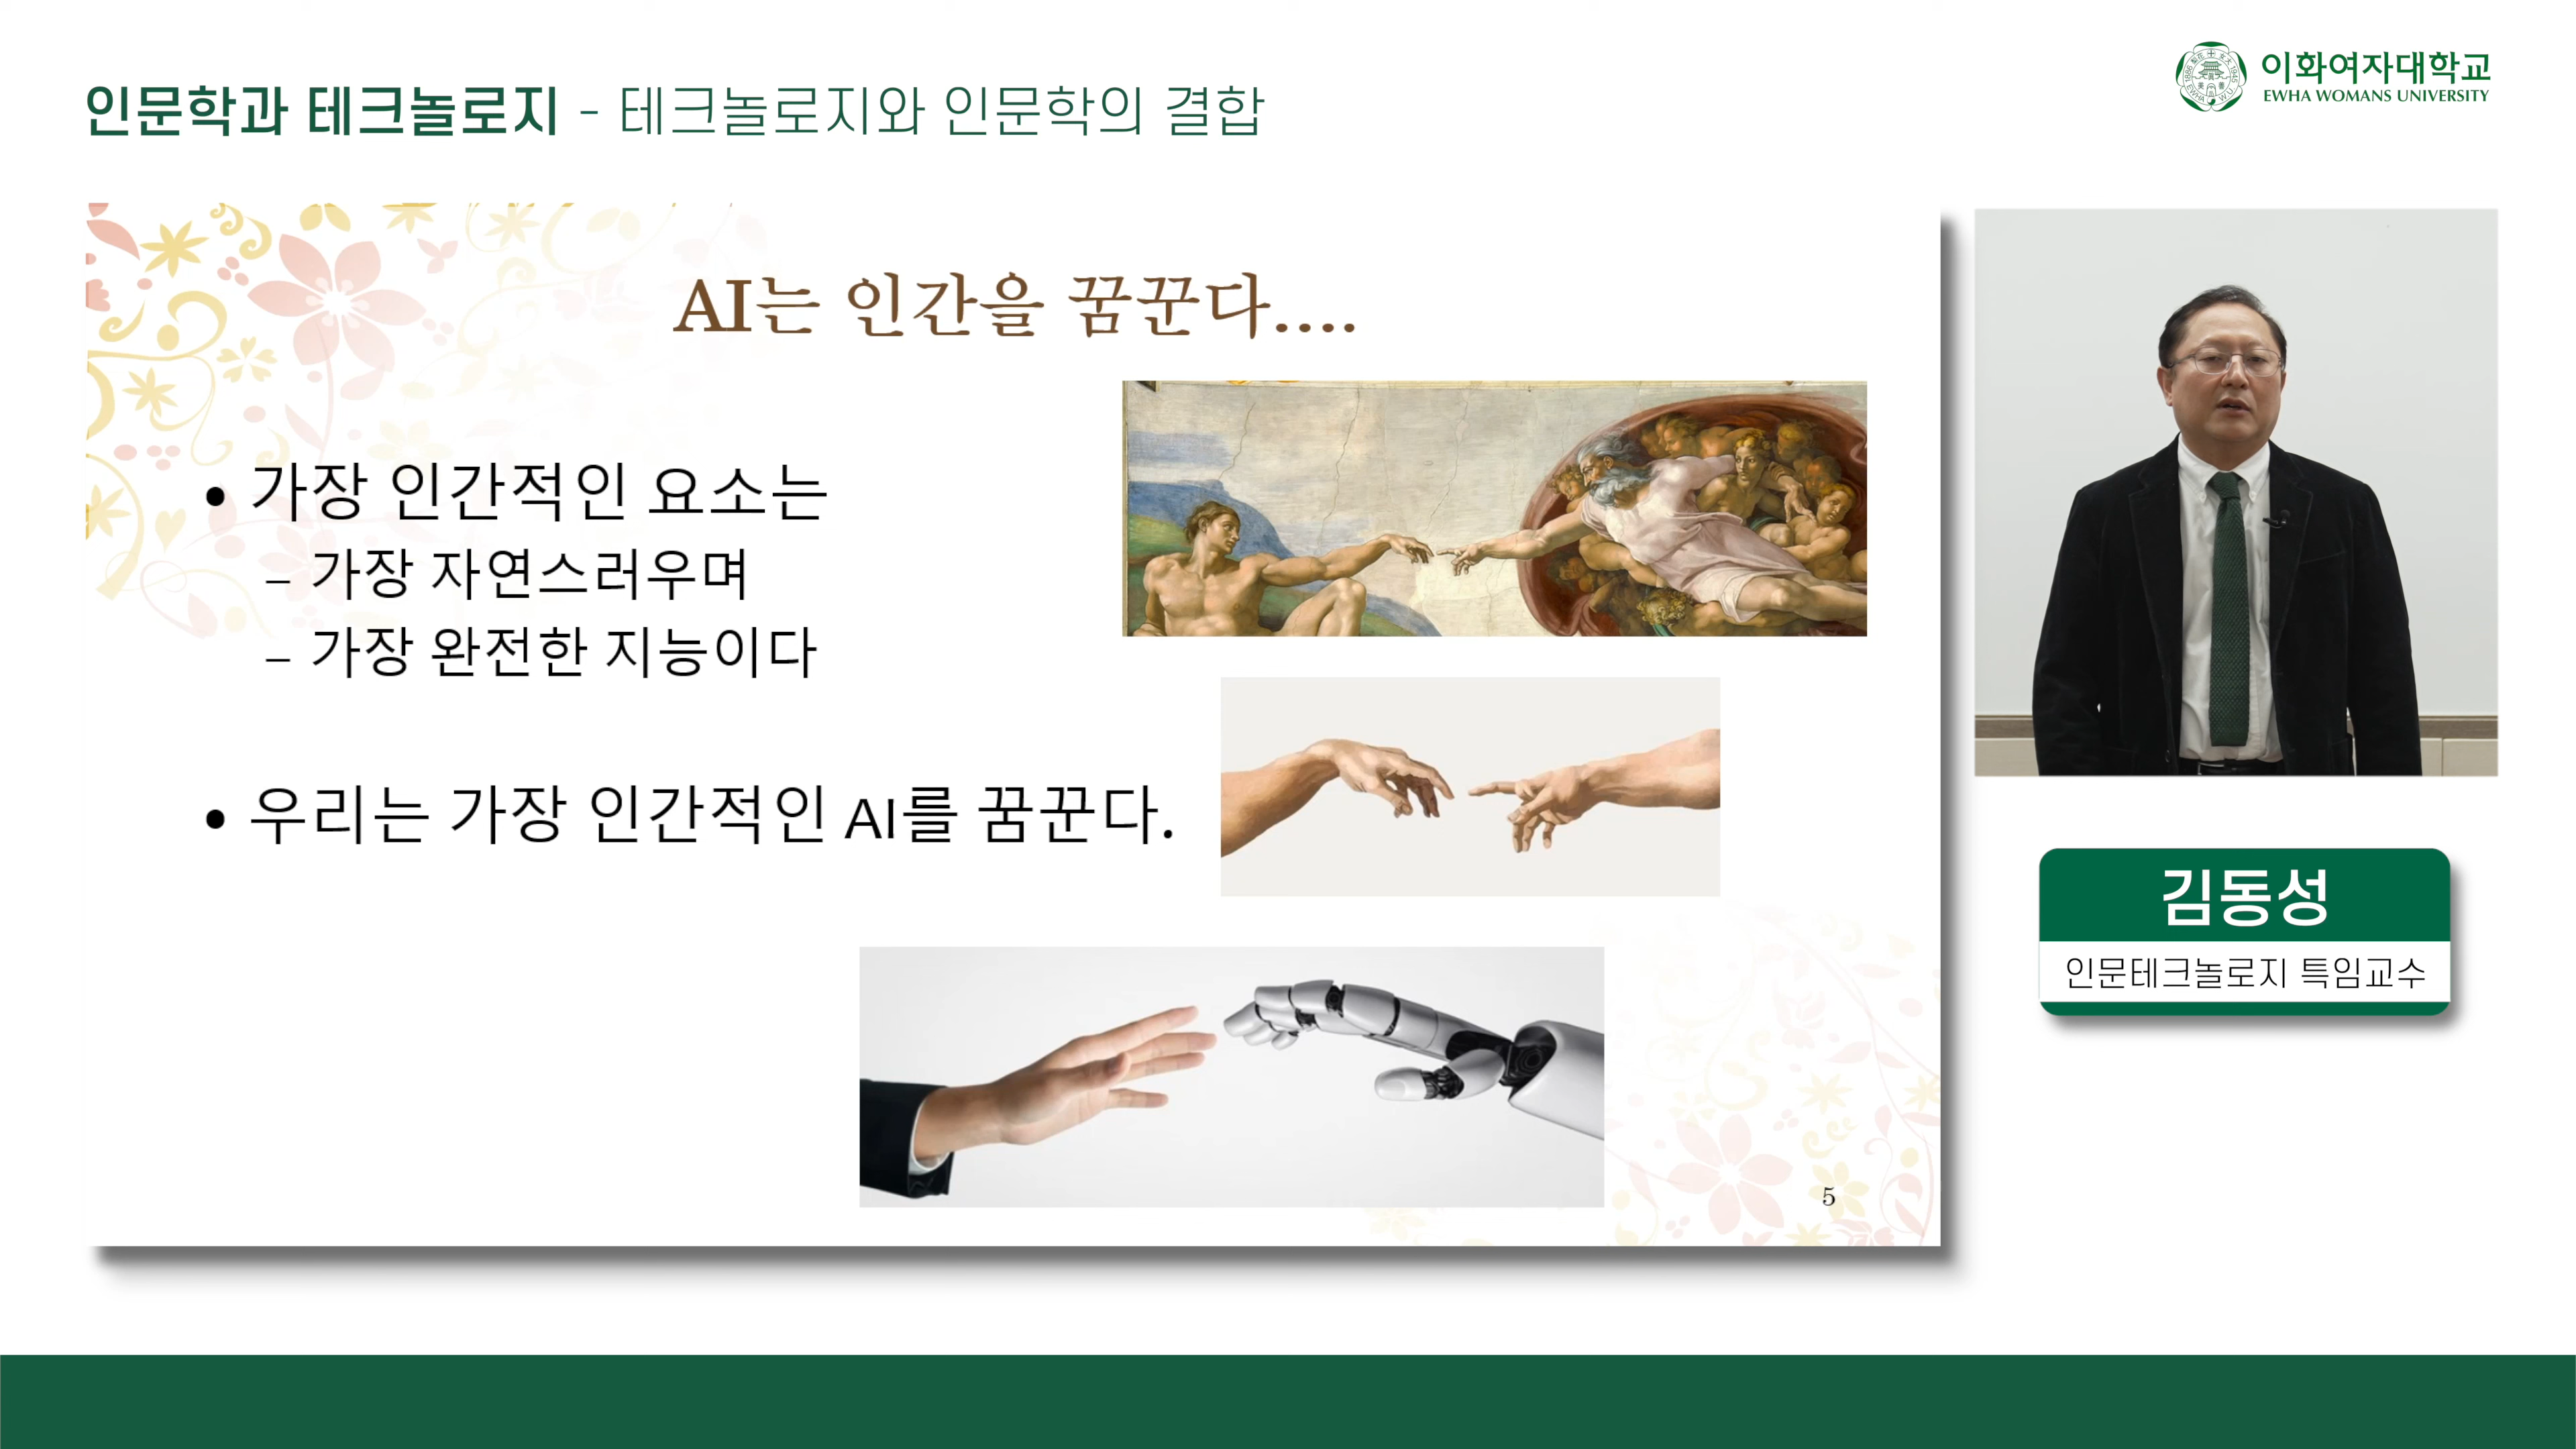 인문학과 테크놀로지 - 테크놀로지와 인문학의 결합
이화여자대학교
EWHA WOMANS UNIVERSITY
AI는 인간을 꿈꾼다....
• 가장 인간적인 요소는
– 가장 자연스러우며
– 가장 완전한 지능이다
• 우리는 가장 인간적인 AI를 꿈꾼다.
5
김동성
인문테크놀로지 특임교수